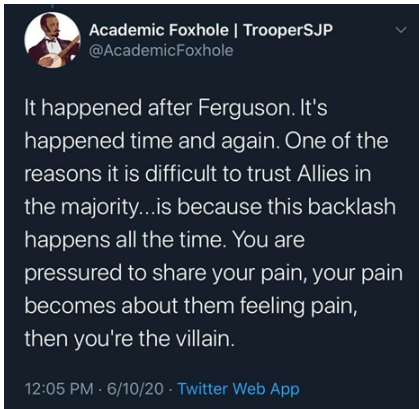 Academic Foxhole | TrooperSJP
@AcademicFoxhole
It happened after Ferguson. It's
happened time and again. One of the
reasons it is difficult to trust Allies in
the majority...is because this backlash
happens all the time. You are
pressured to share your pain, your pain
becomes about them feeling pain,
then you're the villain.
12:05 PM · 6/10/20 · Twitter Web App